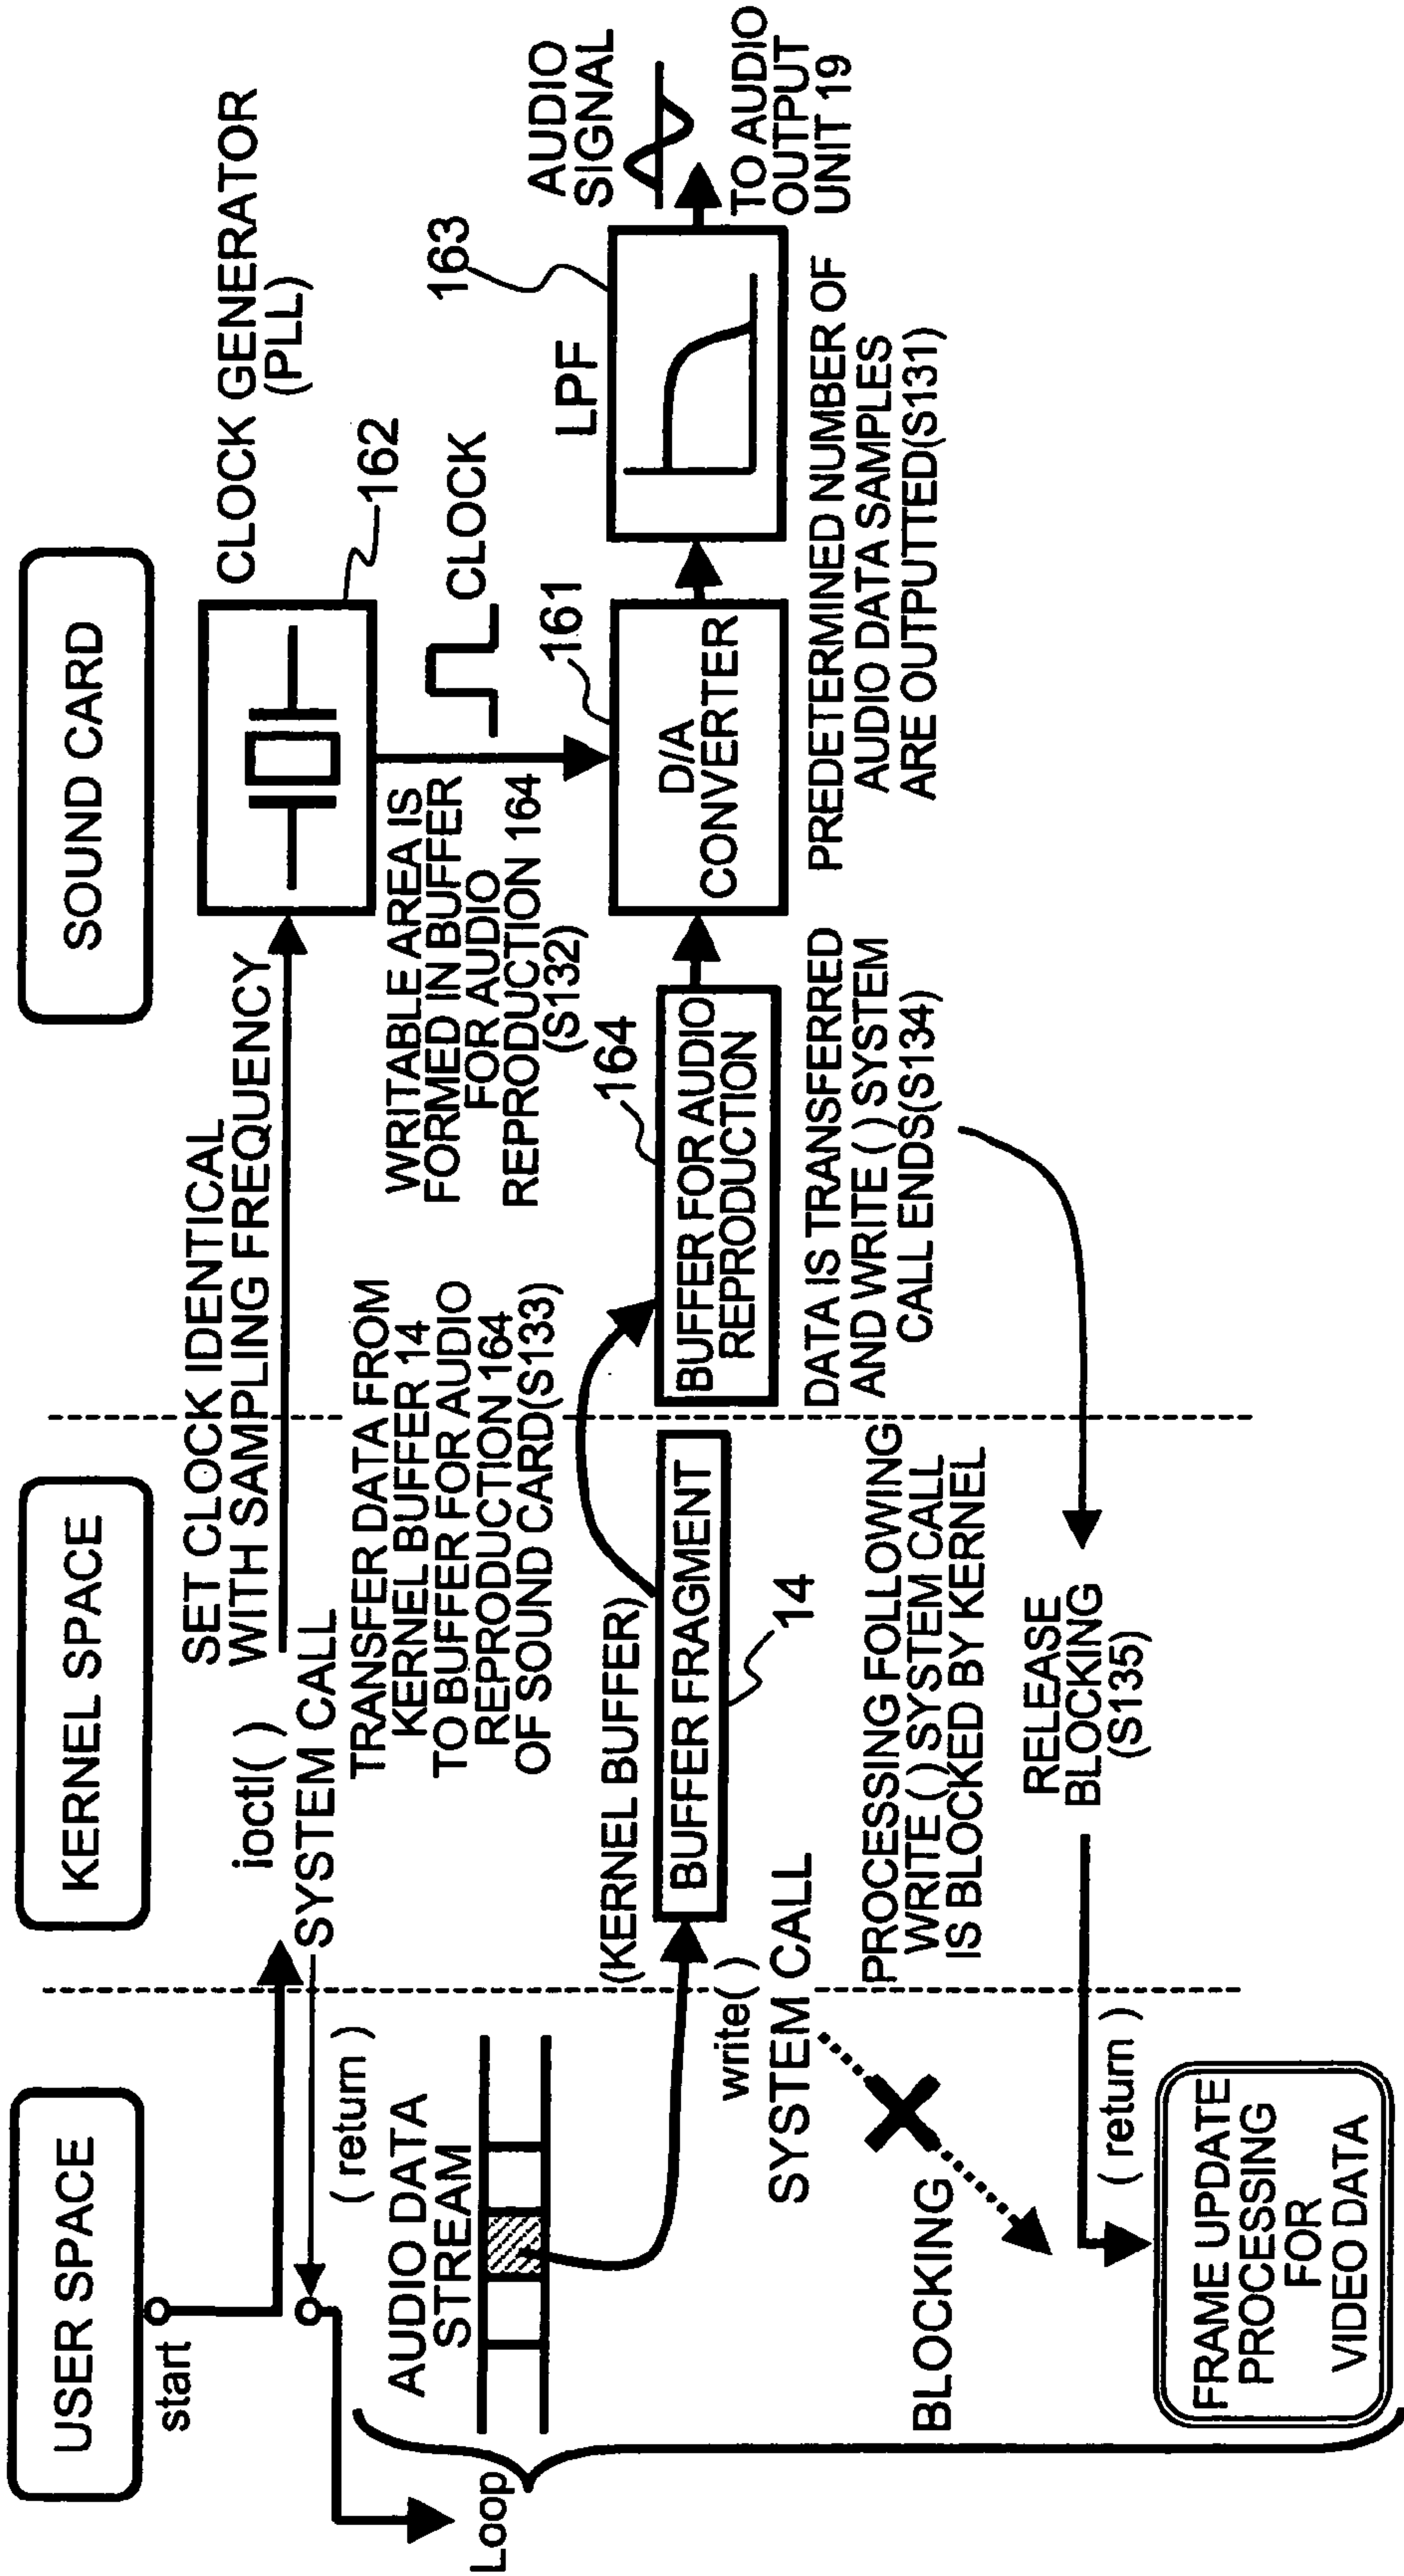 USER SPACE
KERNEL SPACE
SOUND CARD
start
ioctl( )
SYSTEM CALL
( return )
Loop
SET CLOCK IDENTICAL
WITH SAMPLING FREQUENCY
CLOCK GENERATOR
(PLL)
162
CLOCK
AUDIO DATA
STREAM
TRANSFER DATA FROM
KERNEL BUFFER 14
TO BUFFER FOR AUDIO
REPRODUCTION 164
OF SOUND CARD(S133)
WRITABLE AREA IS
FORMED IN BUFFER
FOR AUDIO
REPRODUCTION 164
(S132)
(KERNEL BUFFER)
BUFFER FRAGMENT
14
164
BUFFER FOR AUDIO
REPRODUCTION
161
D/A
CONVERTER
163
LPF
AUDIO
SIGNAL
TO AUDIO
OUTPUT
UNIT 19
write( )
SYSTEM CALL
BLOCKING
PROCESSING FOLLOWING
WRITE ( ) SYSTEM CALL
IS BLOCKED BY KERNEL
DATA IS TRANSFERRED
AND WRITE ( ) SYSTEM
CALL ENDS(S134)
PREDETERMINED NUMBER OF
AUDIO DATA SAMPLES
ARE OUTPUTTED(S131)
RELEASE
BLOCKING
(S135)
( return )
FRAME UPDATE
PROCESSING
FOR
VIDEO DATA